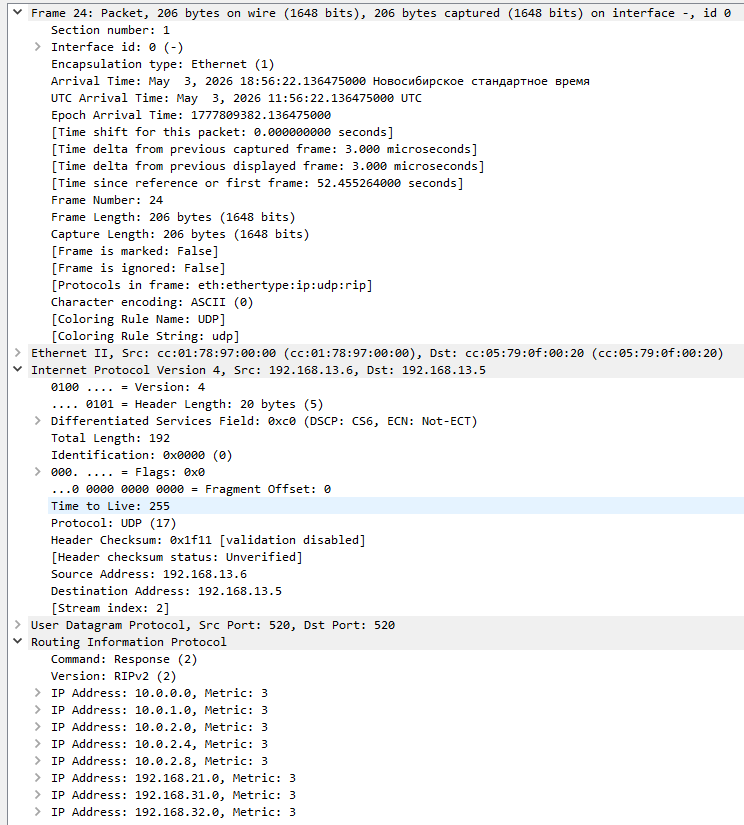 Frame 24: Packet, 206 bytes on wire (1648 bits), 206 bytes captured (1648 bits) on interface -, id 0
Section number: 1
Interface id: 0 (-)
Encapsulation type: Ethernet (1)
Arrival Time: May  3, 2026 18:56:22.136475000 Новосибирское стандартное время
UTC Arrival Time: May  3, 2026 11:56:22.136475000 UTC
Epoch Arrival Time: 1777809382.136475000
[Time shift for this packet: 0.000000000 seconds]
[Time delta from previous captured frame: 3.000 microseconds]
[Time delta from previous displayed frame: 3.000 microseconds]
[Time since reference or first frame: 52.455264000 seconds]
Frame Number: 24
Frame Length: 206 bytes (1648 bits)
Capture Length: 206 bytes (1648 bits)
[Frame is marked: False]
[Frame is ignored: False]
[Protocols in frame: eth:ethertype:ip:udp:rip]
Character encoding: ASCII (0)
[Coloring Rule Name: UDP]
[Coloring Rule String: udp]
Ethernet II, Src: cc:01:78:97:00:00 (cc:01:78:97:00:00), Dst: cc:05:79:0f:00:20 (cc:05:79:0f:00:20)
Internet Protocol Version 4, Src: 192.168.13.6, Dst: 192.168.13.5
0100 .... = Version: 4
.... 0101 = Header Length: 20 bytes (5)
Differentiated Services Field: 0xc0 (DSCP: CS6, ECN: Not-ECT)
Total Length: 192
Identification: 0x0000 (0)
000. .... = Flags: 0x0
...0 0000 0000 0000 = Fragment Offset: 0
Time to Live: 255
Protocol: UDP (17)
Header Checksum: 0x1f11 [validation disabled]
[Header checksum status: Unverified]
Source Address: 192.168.13.6
Destination Address: 192.168.13.5
[Stream index: 2]
User Datagram Protocol, Src Port: 520, Dst Port: 520
Routing Information Protocol
Command: Response (2)
Version: RIPv2 (2)
IP Address: 10.0.0.0, Metric: 3
IP Address: 10.0.1.0, Metric: 3
IP Address: 10.0.2.0, Metric: 3
IP Address: 10.0.2.4, Metric: 3
IP Address: 10.0.2.8, Metric: 3
IP Address: 192.168.21.0, Metric: 3
IP Address: 192.168.31.0, Metric: 3
IP Address: 192.168.32.0, Metric: 3